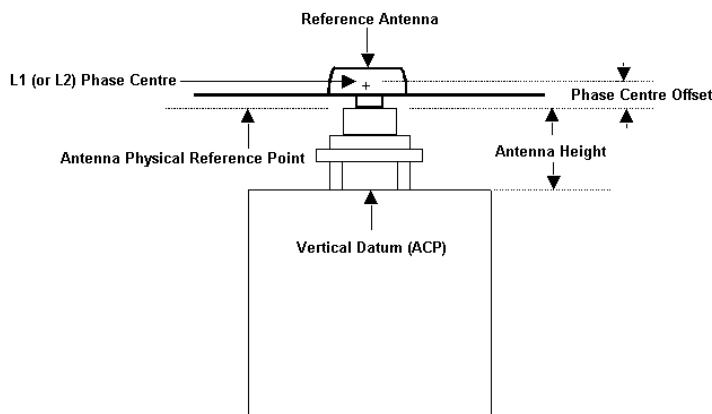 Reference Antenna
L1 (or L2) Phase Centre
Phase Centre Offset
Antenna Physical Reference Point
Antenna Height
Vertical Datum (ACP)